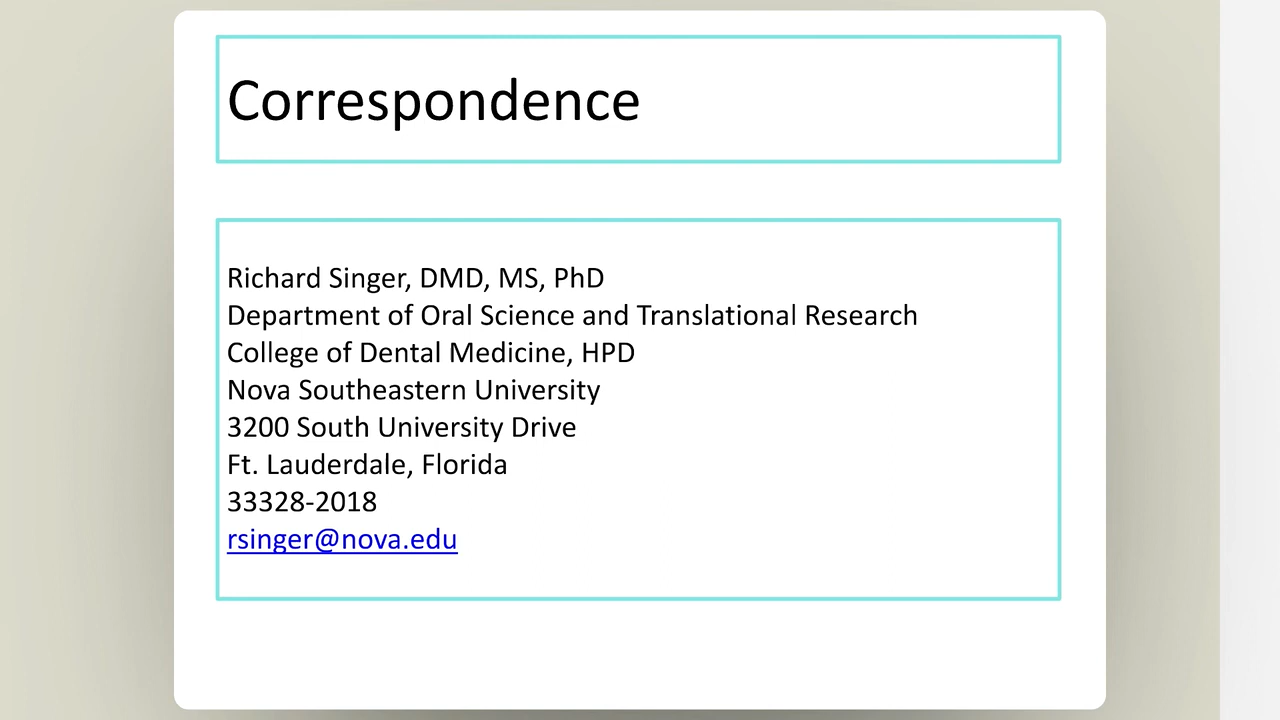 Correspondence
Richard Singer, DMD, MS, PhD
Department of Oral Science and Translational Research
College of Dental Medicine, HPD
Nova Southeastern University
3200 South University Drive
Ft. Lauderdale, Florida
33328-2018
rsinger@nova.edu